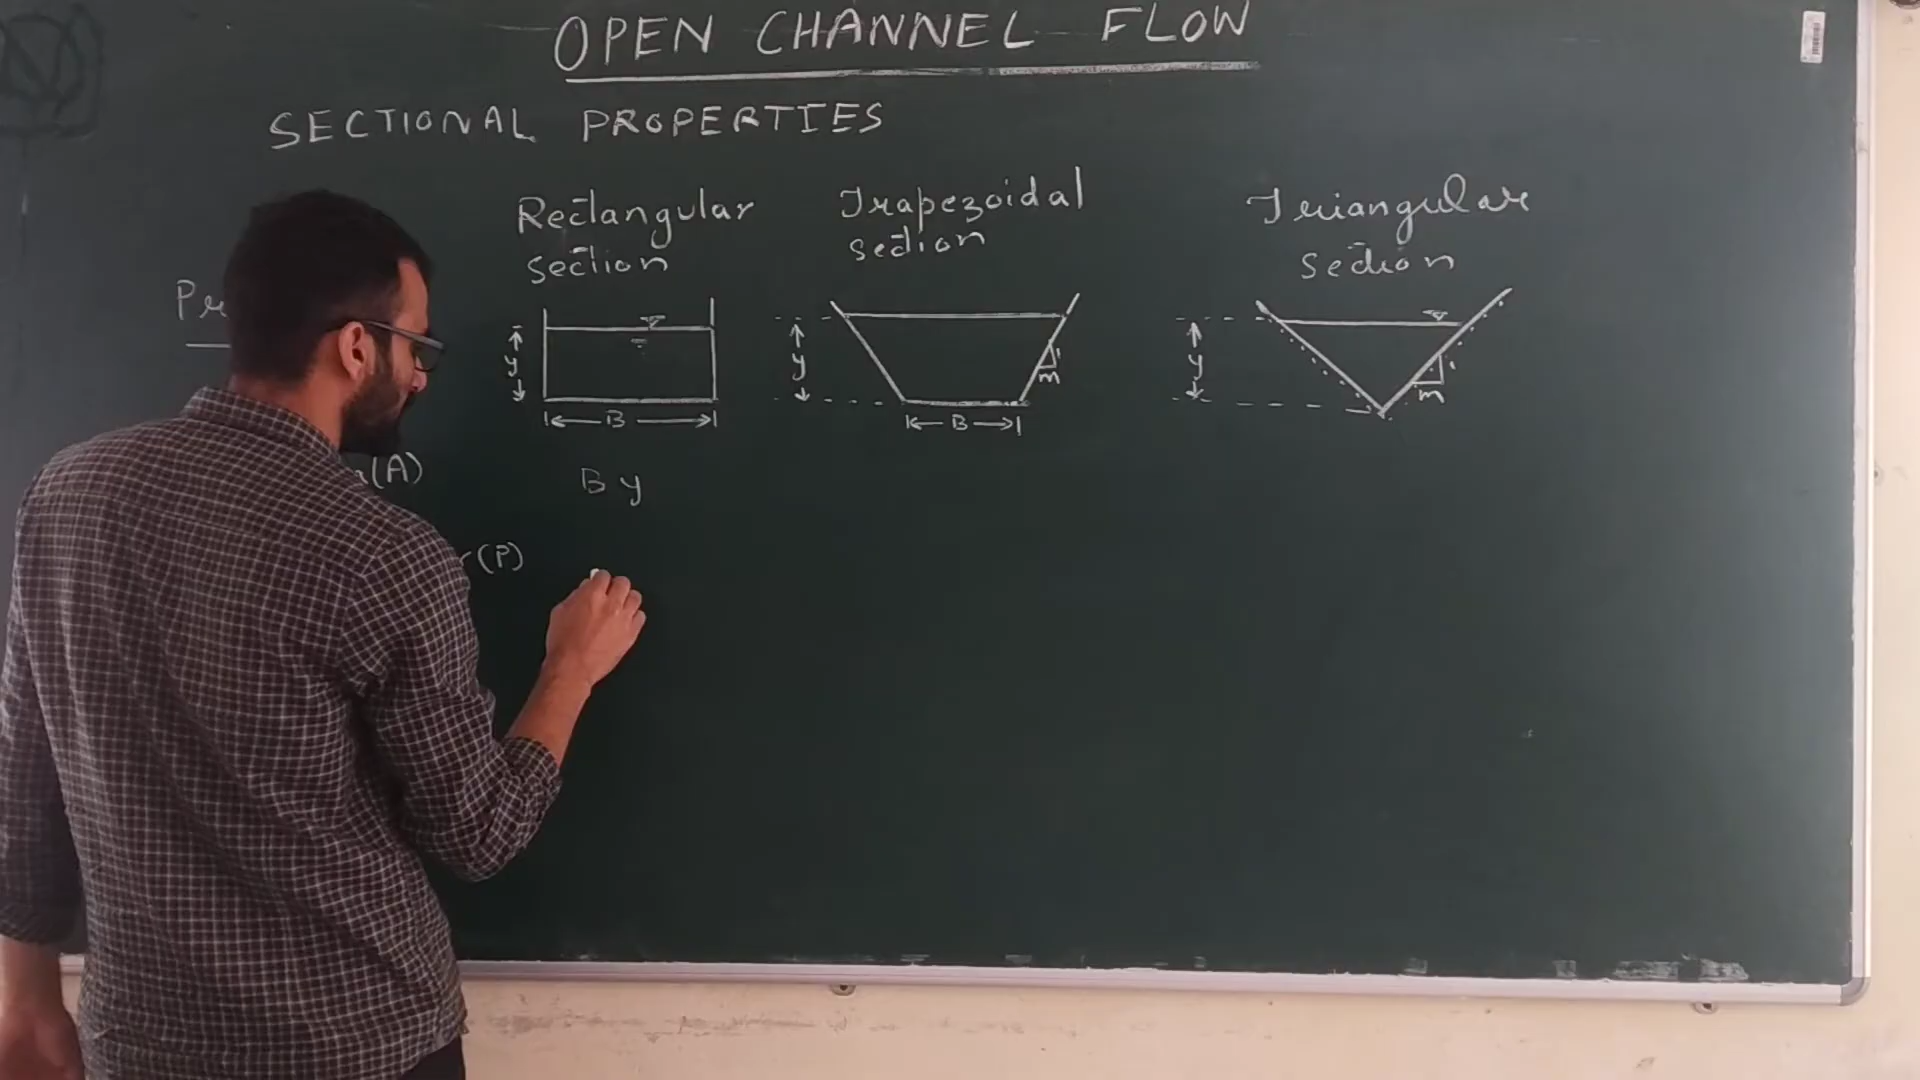 OPEN CHANNEL FLOW
SECTIONAL PROPERTIES
Rectangular section
Trapezoidal section
Triangular section
y
B
y
B
1
m
y
1
m
(A)
B y
(P)